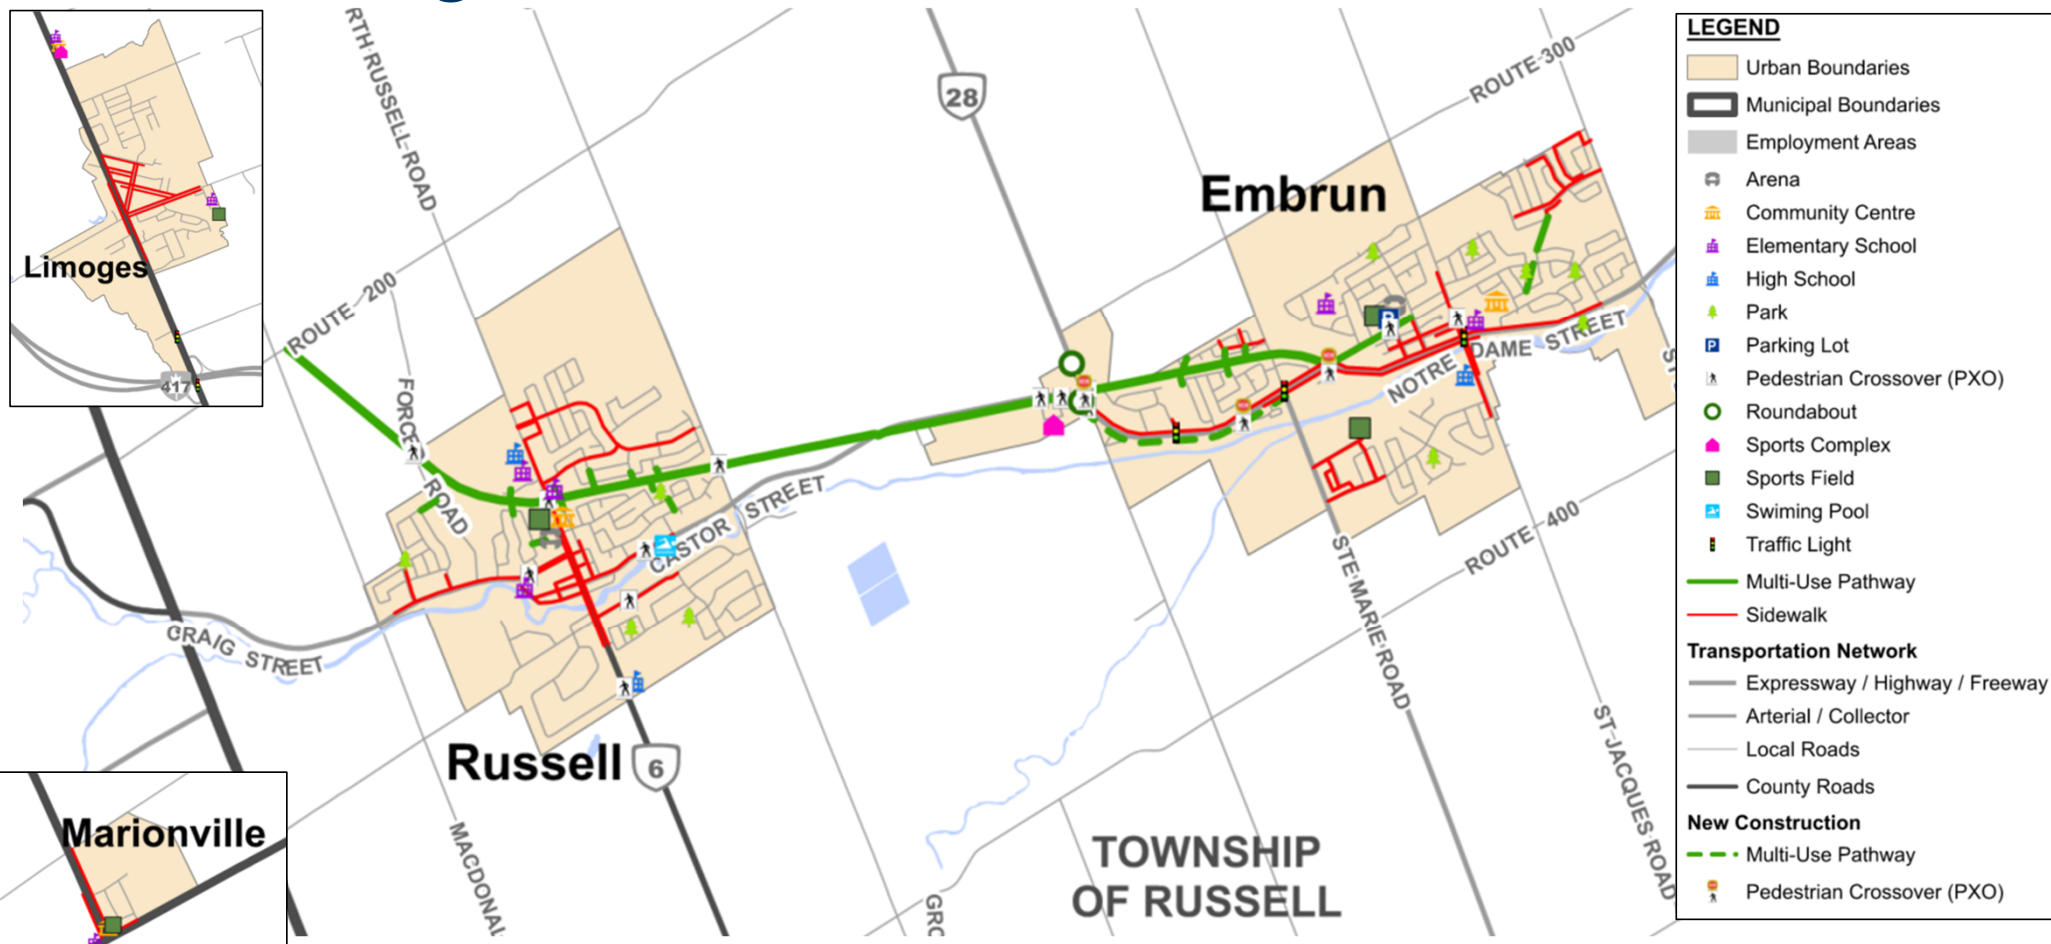 Limoges
417
RTH RUSSELL ROAD
ROUTE 200
FORCE ROAD
28
ROUTE 300
Embrun
NOTRE DAME STREET
CASTOR STREET
CRAIG STREET
ROUTE 400
STE MARIE ROAD
ST JACQUES ROAD
ST
Russell
6
MACDONAL
GRO
Marionville
TOWNSHIP
OF RUSSELL
P
LEGEND
Urban Boundaries
Municipal Boundaries
Employment Areas
Arena
Community Centre
Elementary School
High School
Park
P
Parking Lot
Pedestrian Crossover (PXO)
Roundabout
Sports Complex
Sports Field
Swiming Pool
Traffic Light
Multi-Use Pathway
Sidewalk
Transportation Network
Expressway / Highway / Freeway
Arterial / Collector
Local Roads
County Roads
New Construction
Multi-Use Pathway
Pedestrian Crossover (PXO)